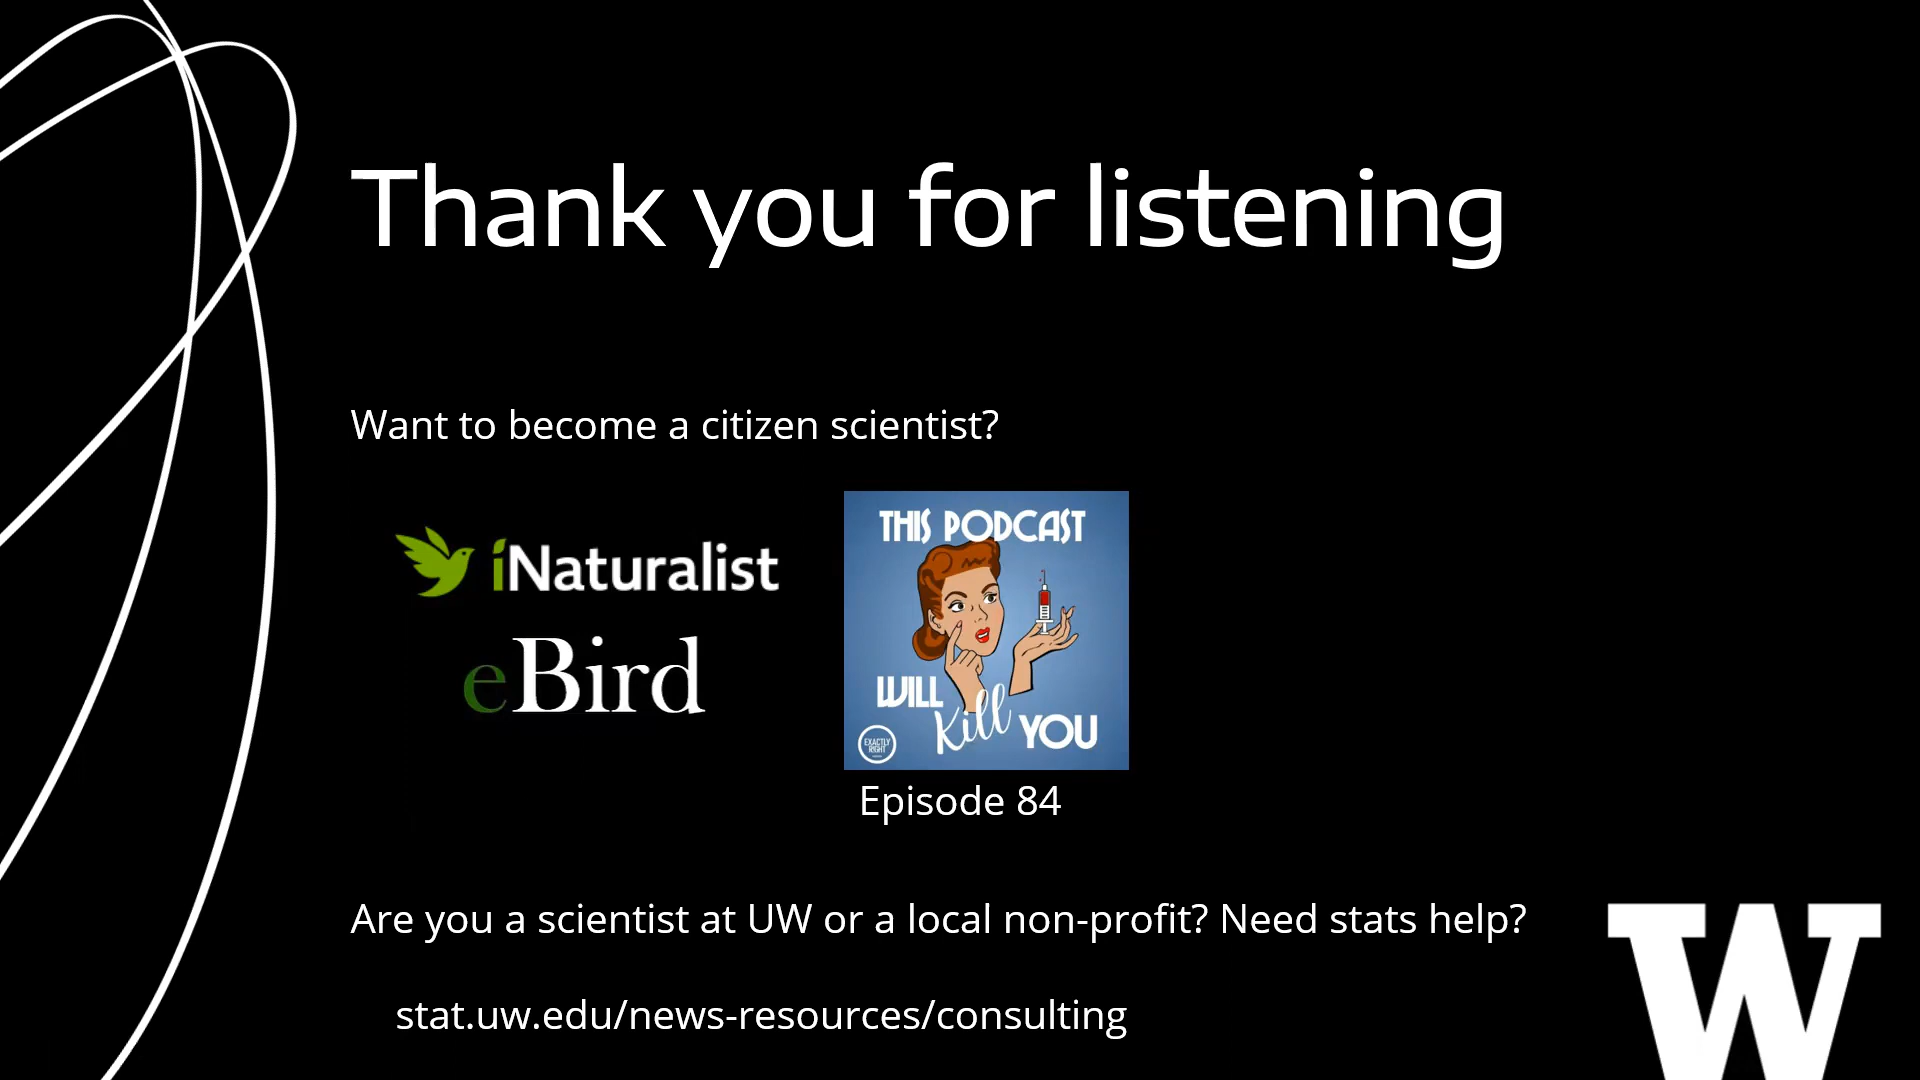 Thank you for listening
Want to become a citizen scientist?
iNaturalist
eBird
THIS PODCAST
WILL
Kill YOU
EXACTLY
RIGHT
Episode 84
Are you a scientist at UW or a local non-profit? Need stats help?
stat.uw.edu/news-resources/consulting
W